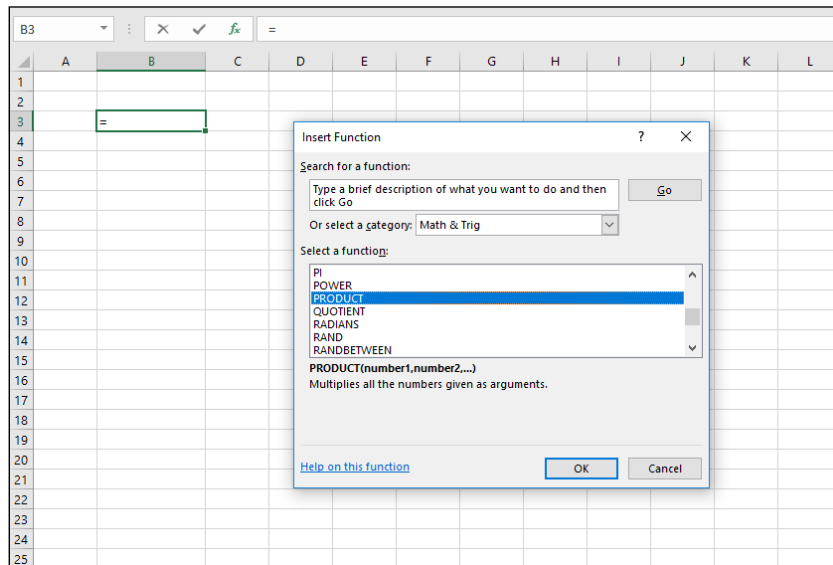 B3 fx =
A B C D E F G H I J K L
1
2
3 =
4
5
6
7
8
9
10
11
12
13
14
15
16
17
18
19
20
21
22
23
24
25
Insert Function ? X
Search for a function:
Type a brief description of what you want to do and then
click Go
Go
Or select a category: Math & Trig
Select a function:
PI
POWER
PRODUCT
QUOTIENT
RADIANS
RAND
RANDBETWEEN
PRODUCT(number1,number2,...)
Multiplies all the numbers given as arguments.
Help on this function
OK Cancel